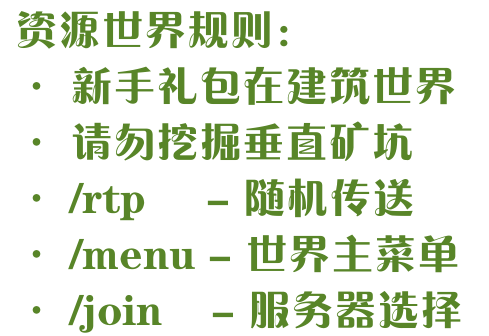 资源世界规则：
· 新手礼包在建筑世界
· 请勿挖掘垂直矿坑
· /rtp － 随机传送
· /menu － 世界主菜单
· /join － 服务器选择